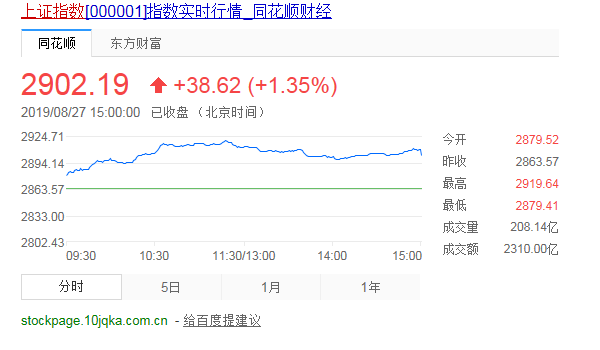 上证指数[000001]指数实时行情_同花顺财经
同花顺 东方财富
2902.19 +38.62 (+1.35%)
2019/08/27 15:00:00 已收盘 (北京时间)
2924.71
2894.14
2863.57
2833.00
2802.43
09:30 10:30 11:30/13:00 14:00 15:00
今开 2879.52
昨收 2863.57
最高 2919.64
最低 2879.41
成交量 208.14亿
成交额 2310.00亿
分时 5日 1月 1年
stockpage.10jqka.com.cn - 给百度提建议